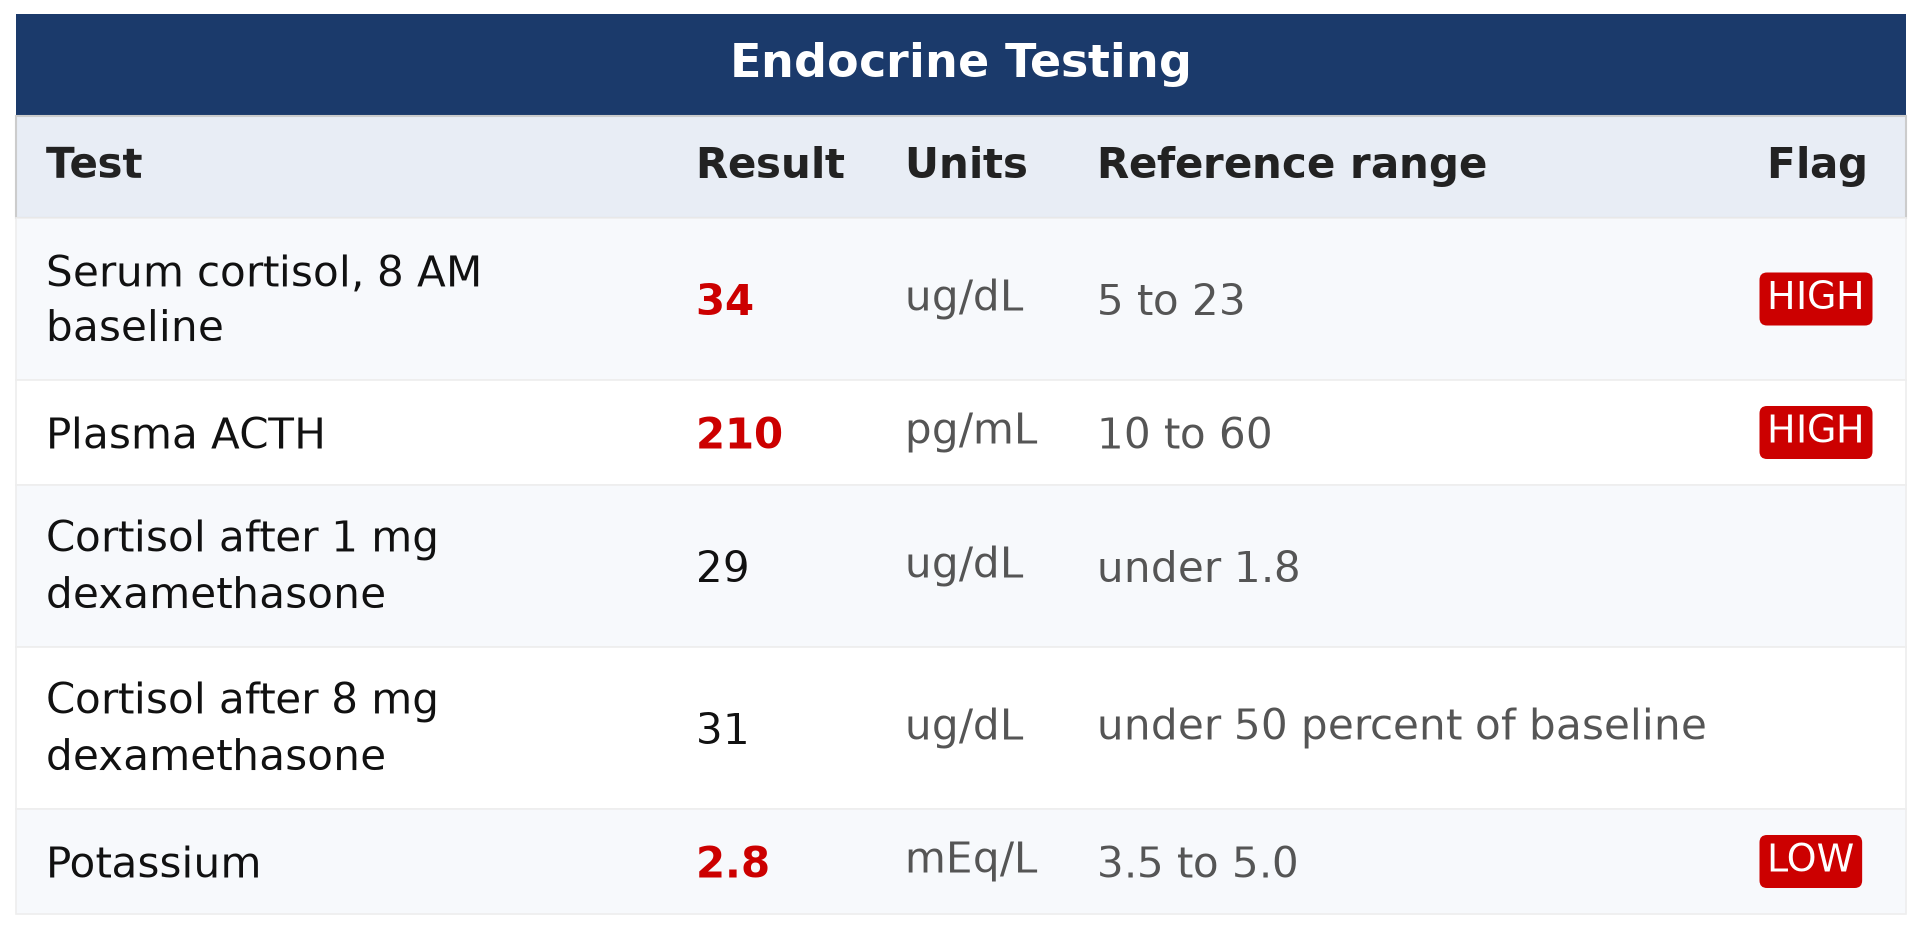 Endocrine Testing
Test Result Units Reference range Flag
Serum cortisol, 8 AM
baseline
34 ug/dL 5 to 23 HIGH
Plasma ACTH 210 pg/mL 10 to 60 HIGH
Cortisol after 1 mg
dexamethasone
29 ug/dL under 1.8
Cortisol after 8 mg
dexamethasone
31 ug/dL under 50 percent of baseline
Potassium 2.8 mEq/L 3.5 to 5.0 LOW